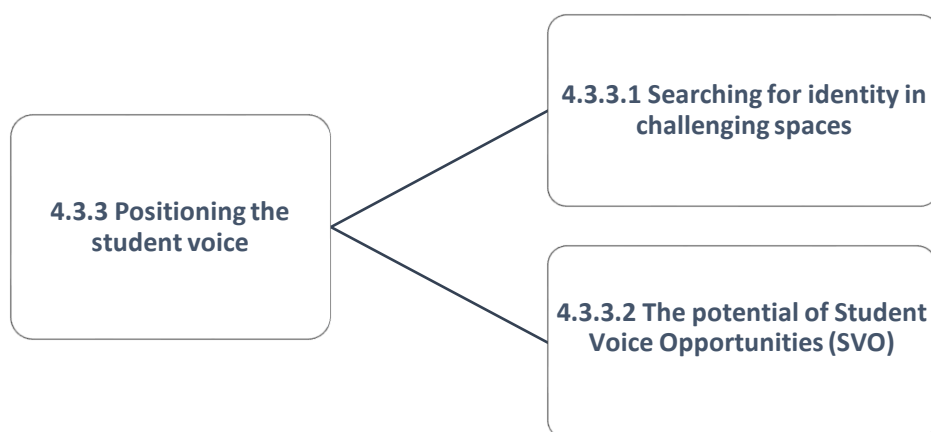 4.3.3 Positioning the
student voice
4.3.3.1 Searching for identity in
challenging spaces
4.3.3.2 The potential of Student
Voice Opportunities (SVO)